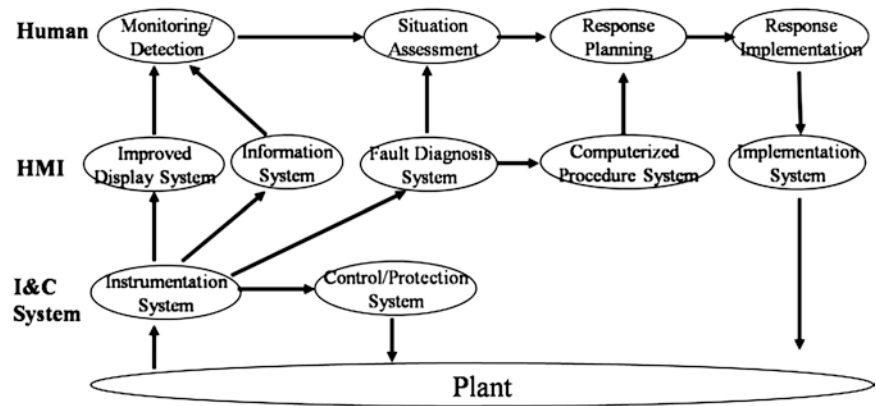 Human
Monitoring/
Detection
Situation
Assessment
Response
Planning
Response
Implementation
HMI
Improved
Display System
Information
System
Fault Diagnosis
System
Computerized
Procedure System
Implementation
System
I&C
System
Instrumentation
System
Control/Protection
System
Plant